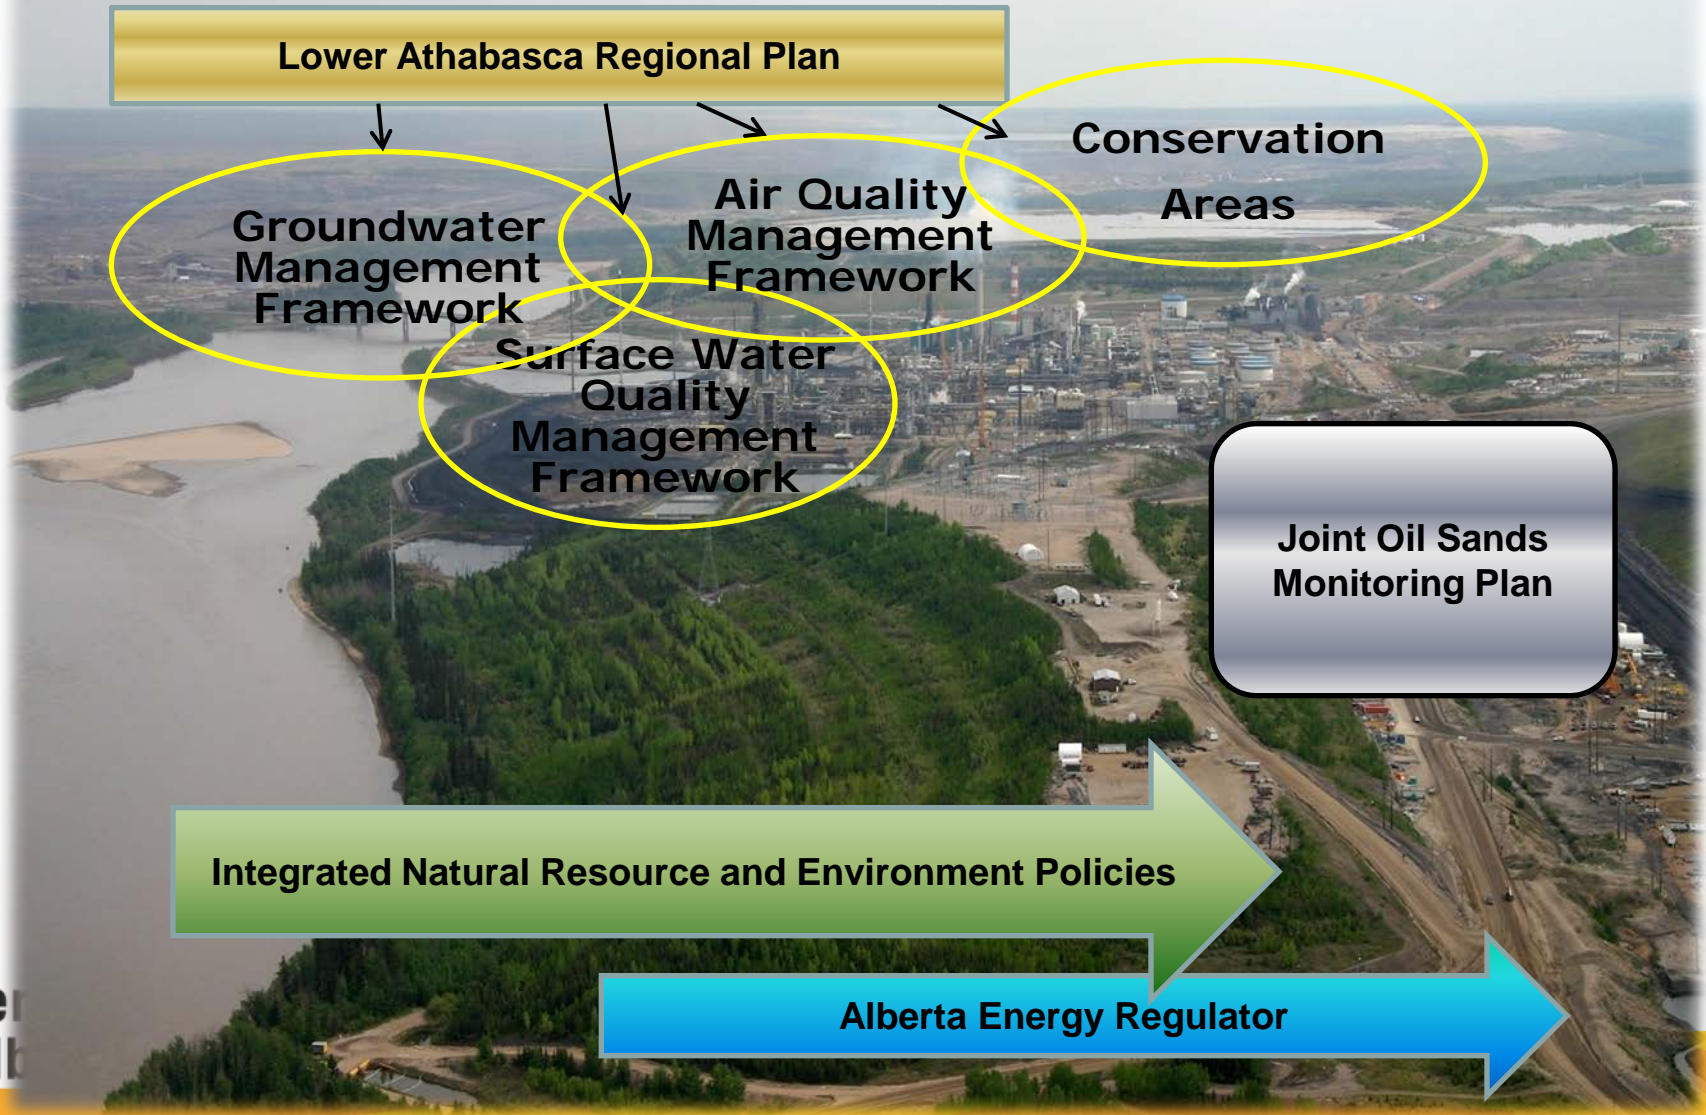 Lower Athabasca Regional Plan
Conservation
Areas
Air Quality
Management
Framework
Groundwater
Management
Framework
Surface Water
Quality
Management
Framework
Joint Oil Sands
Monitoring Plan
Integrated Natural Resource and Environment Policies
Alberta Energy Regulator